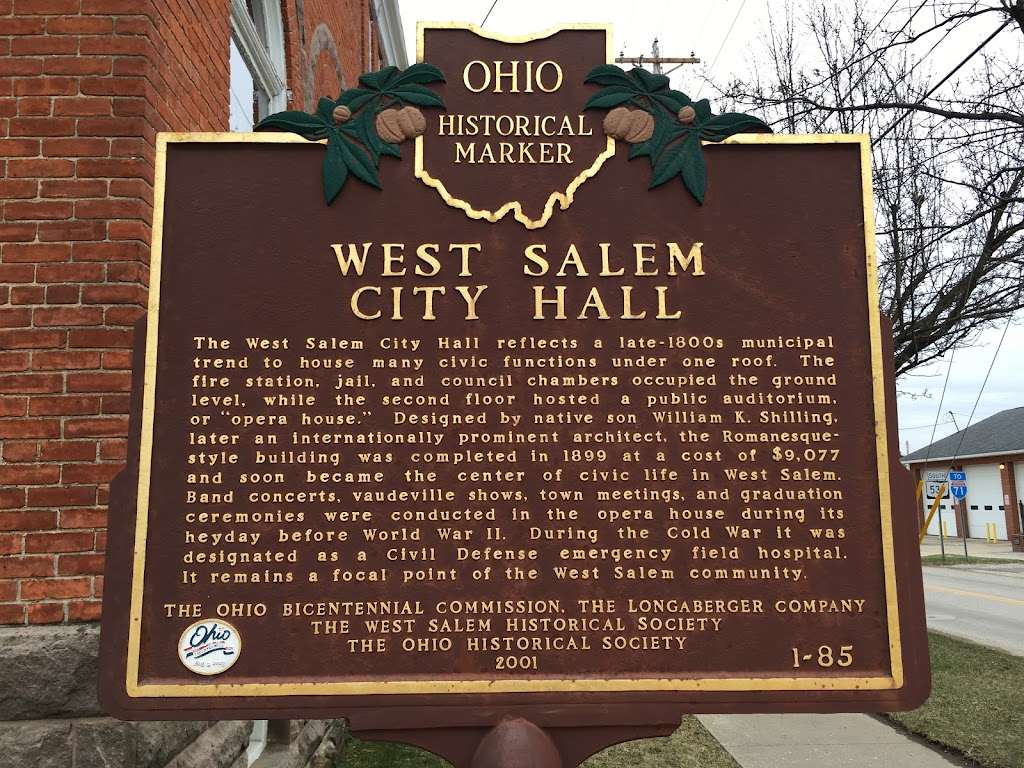 OHIO
HISTORICAL
MARKER
WEST SALEM
CITY HALL
The West Salem City Hall reflects a late-1800s municipal
trend to house many civic functions under one roof. The
fire station, jail, and council chambers occupied the ground
level, while the second floor hosted a public auditorium,
or "opera house." Designed by native son William K. Shilling,
later an internationally prominent architect, the Romanesque-
style building was completed in 1899 at a cost of $9,077
and soon became the center of civic life in West Salem.
Band concerts, vaudeville shows, town meetings, and graduation
ceremonies were conducted in the opera house during its
heyday before World War II. During the Cold War it was
designated as a Civil Defense emergency field hospital.
It remains a focal point of the West Salem community.
THE OHIO BICENTENNIAL COMMISSION, THE LONGABERGER COMPANY
THE WEST SALEM HISTORICAL SOCIETY
THE OHIO HISTORICAL SOCIETY
2001
1-85
Ohio
SOUTH
TO
71